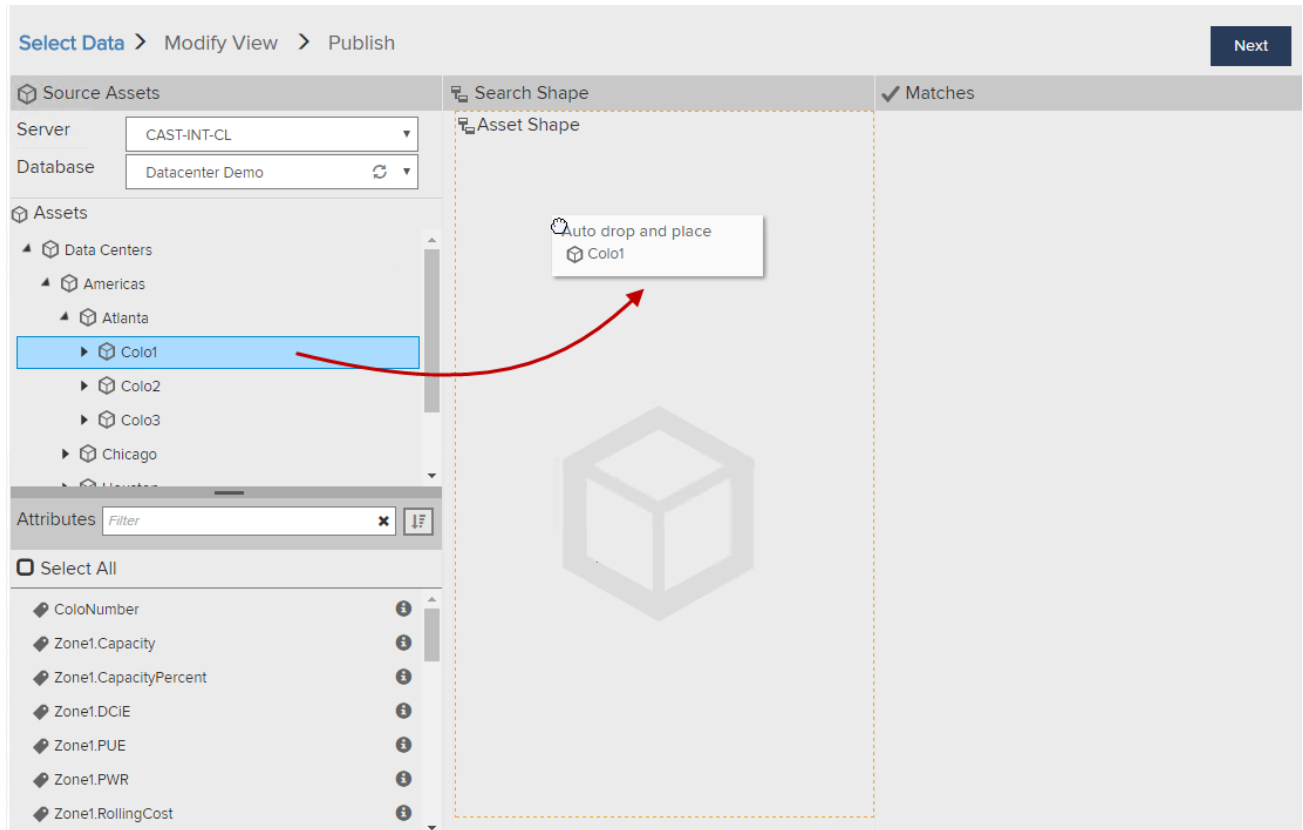 Select Data > Modify View > Publish
Next
Source Assets
Server
CAST-INT-CL
Database
Datacenter Demo
Assets
Data Centers
Americas
Atlanta
Colo1
Colo2
Colo3
Chicago
Attributes
Filter
Select All
ColoNumber
Zone1.Capacity
Zone1.CapacityPercent
Zone1.DCiE
Zone1.PUE
Zone1.PWR
Zone1.RollingCost
Search Shape
Asset Shape
Auto drop and place
Colo1
Matches